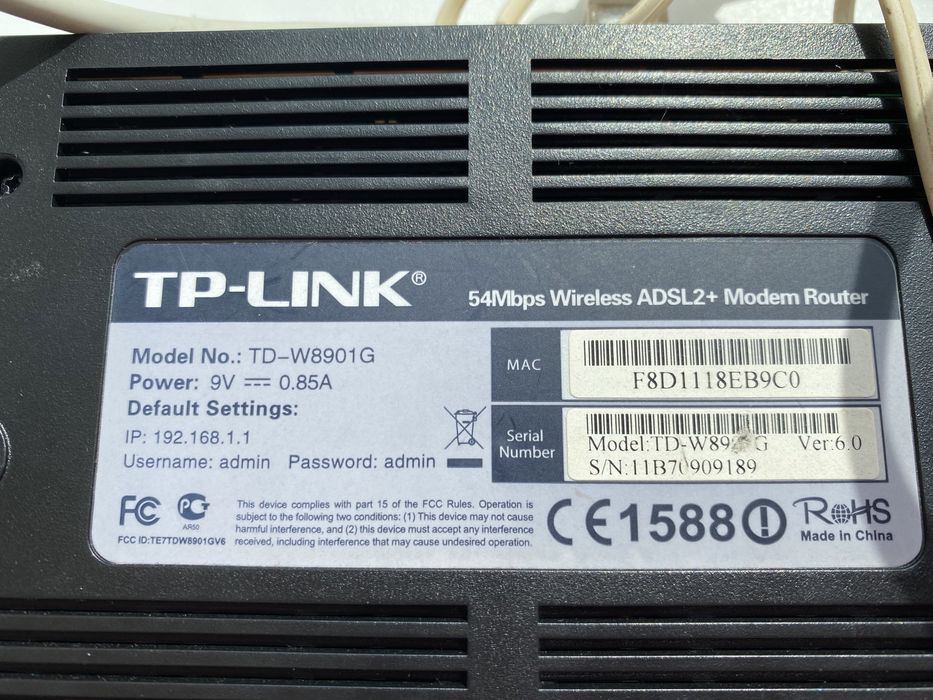 TP-LINK®
54Mbps Wireless ADSL2+ Modem Router
Model No.: TD-W8901G
Power: 9V 0.85A
Default Settings:
IP: 192.168.1.1
Username: admin Password: admin
MAC
F8D1118EB9C0
Serial
Number
Ver:6.0
S/N:11B70909189
FC
PCT
AR50
FCC ID:TE7TDW8901GV6
This device complies with part 15 of the FCC Rules. Operation is
subject to the following two conditions: (1) This device may not cause
harmful interference, and (2) this device must accept any interference
received, including interference that may cause undesired operation.
CE1588
RoHS
Made in China